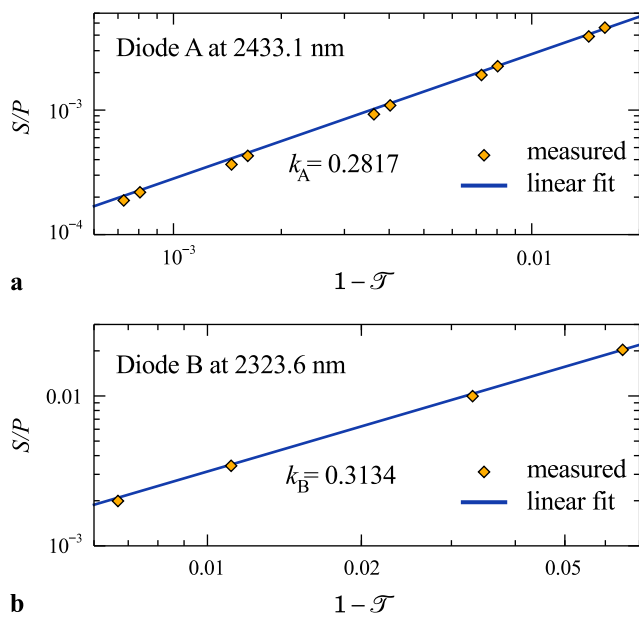 Diode A at 2433.1 nm
S/P
10⁻³
10⁻⁴
k_A = 0.2817
measured
linear fit
10⁻³
0.01
1 − 𝒯
a
Diode B at 2323.6 nm
S/P
0.01
10⁻³
k_B = 0.3134
measured
linear fit
0.01
0.02
0.05
1 − 𝒯
b